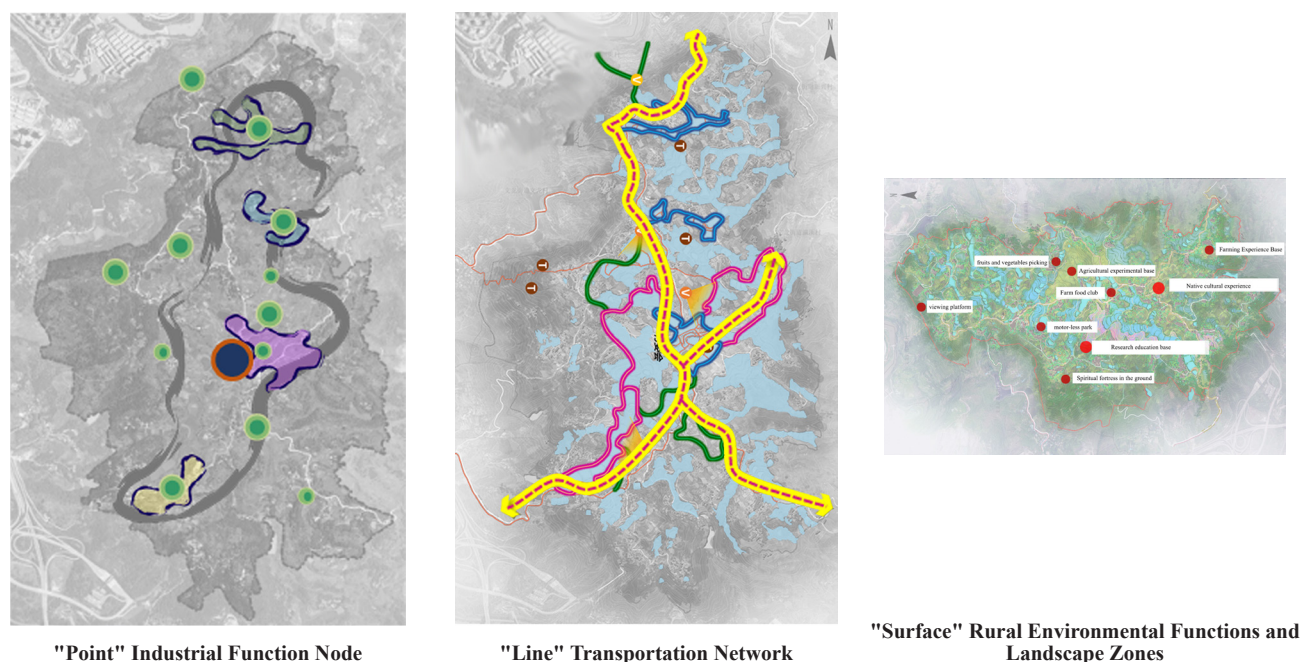 N
V
T
T
T
T
V
fruits and vegetables picking
Agricultural experimental base
Farming Experience Base
Farm food club
Native cultural experience
viewing platform
motor-less park
Research education base
Spiritual fortress in the ground
"Point" Industrial Function Node
"Line" Transportation Network
"Surface" Rural Environmental Functions and
Landscape Zones